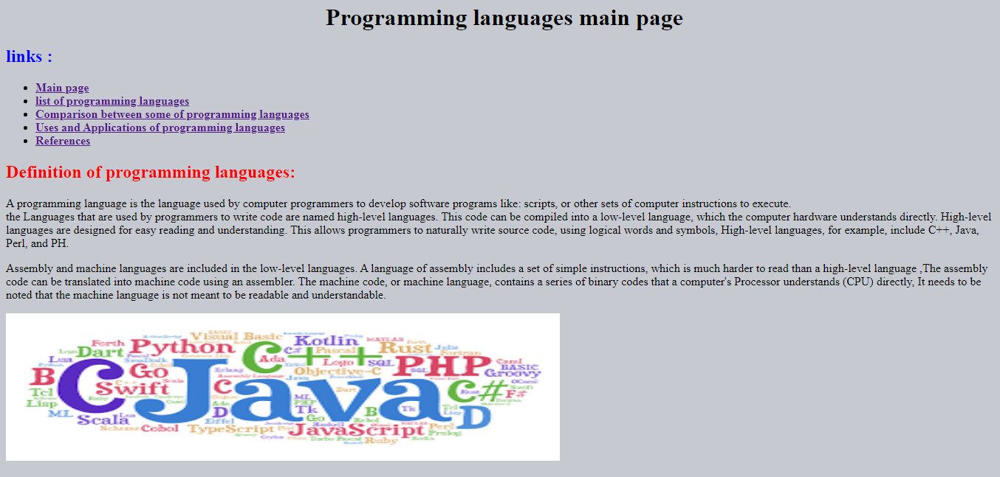 Programming languages main page
links :
Main page
list of programming languages
Comparison between some of programming languages
Uses and Applications of programming languages
References
Definition of programming languages:
A programming language is the language used by computer programmers to develop software programs like: scripts, or other sets of computer instructions to execute.
the Languages that are used by programmers to write code are named high-level languages. This code can be compiled into a low-level language, which the computer hardware understands directly. High-level
languages are designed for easy reading and understanding. This allows programmers to naturally write source code, using logical words and symbols, High-level languages, for example, include C++, Java,
Perl, and PH.
Assembly and machine languages are included in the low-level languages. A language of assembly includes a set of simple instructions, which is much harder to read than a high-level language ,The assembly
code can be translated into machine code using an assembler. The machine code, or machine language, contains a series of binary codes that a computer's Processor understands (CPU) directly, It needs to be
noted that the machine language is not meant to be readable and understandable.
Visual Basic
Forth Python C++ C# Kotlin MATLAB
Dart Ada Pascal Rust Julia
Fortran
Lua Logo SQL PHP Caml BASIC
B C Go Objective-C Groovy
Swift C Java C# F#
Tcl
Lisp D ML Tk B Tk D
ML Scala Eiffel Go
Scheme Cobol TypeScript JavaScript Perl Prolog
Turbo Pascal Ruby